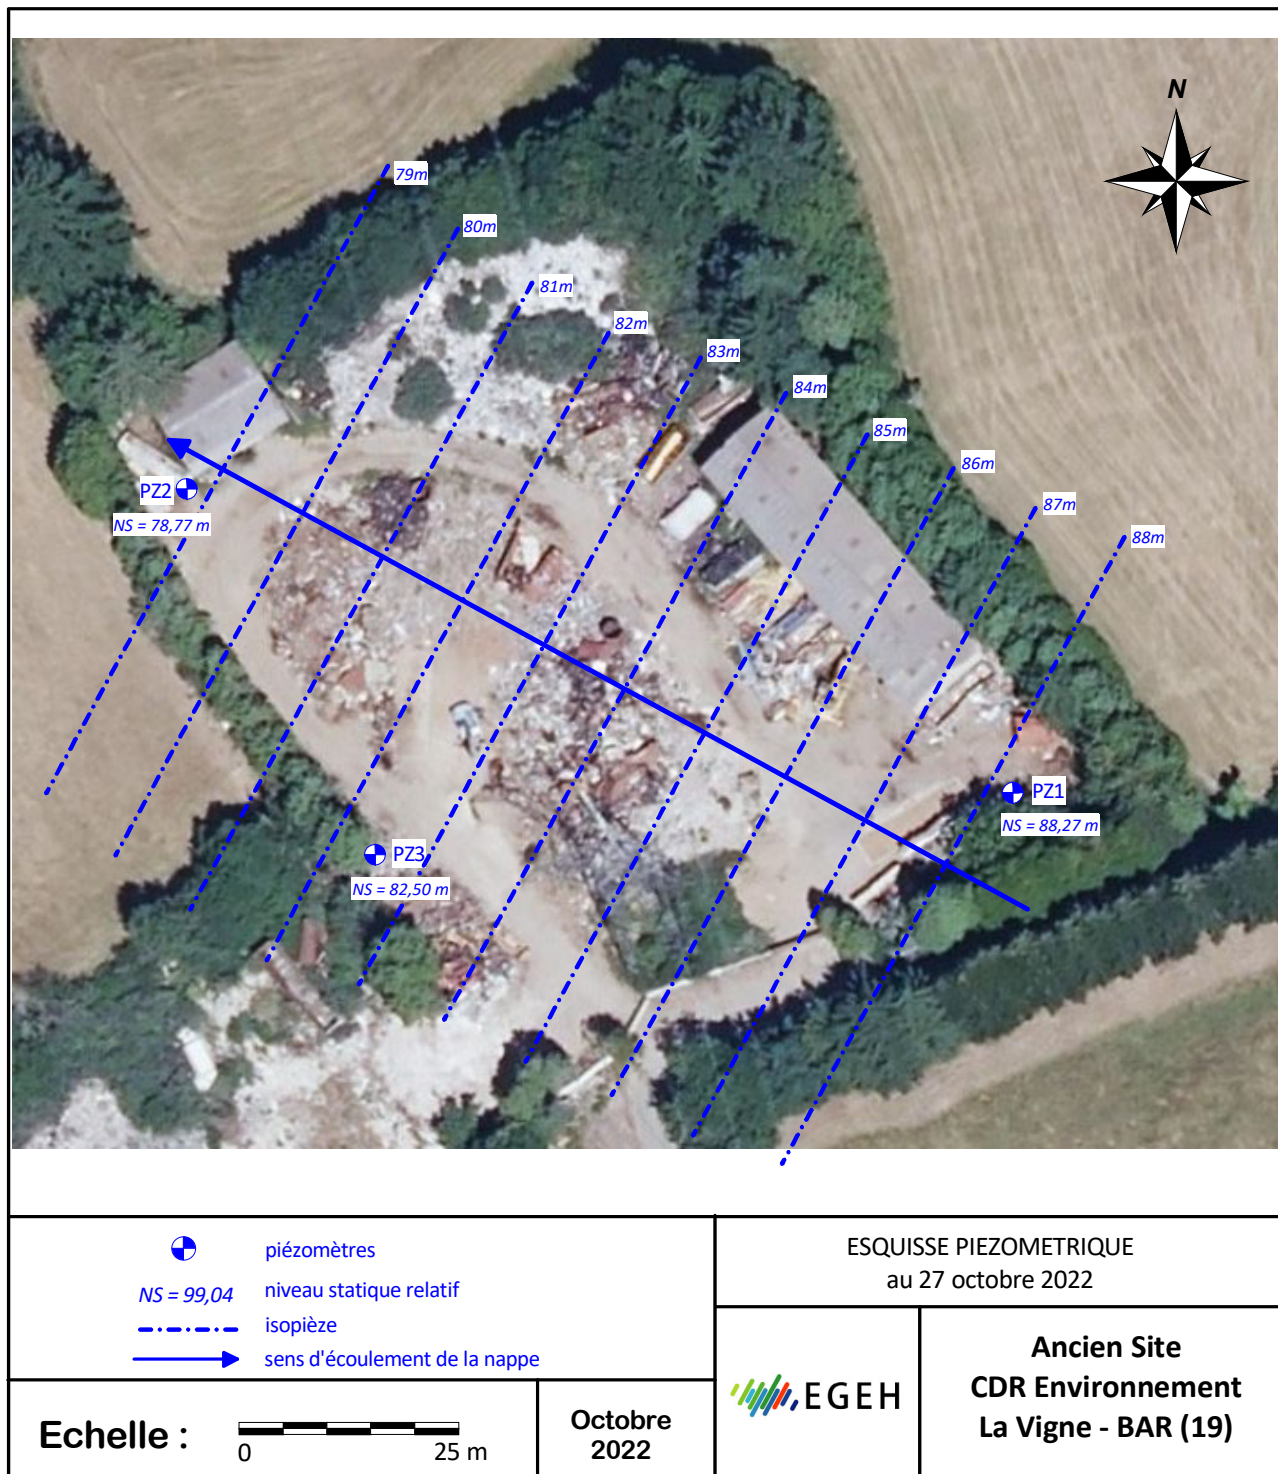 N
79m
80m
81m
82m
83m
84m
85m
86m
87m
88m
PZ2
NS = 78,77 m
PZ1
NS = 88,27 m
PZ3
NS = 82,50 m
piézomètres
NS = 99,04 niveau statique relatif
isopièze
sens d'écoulement de la nappe
ESQUISSE PIEZOMETRIQUE
au 27 octobre 2022
Echelle :
0 25 m
Octobre
2022
EGEH
Ancien Site
CDR Environnement
La Vigne - BAR (19)